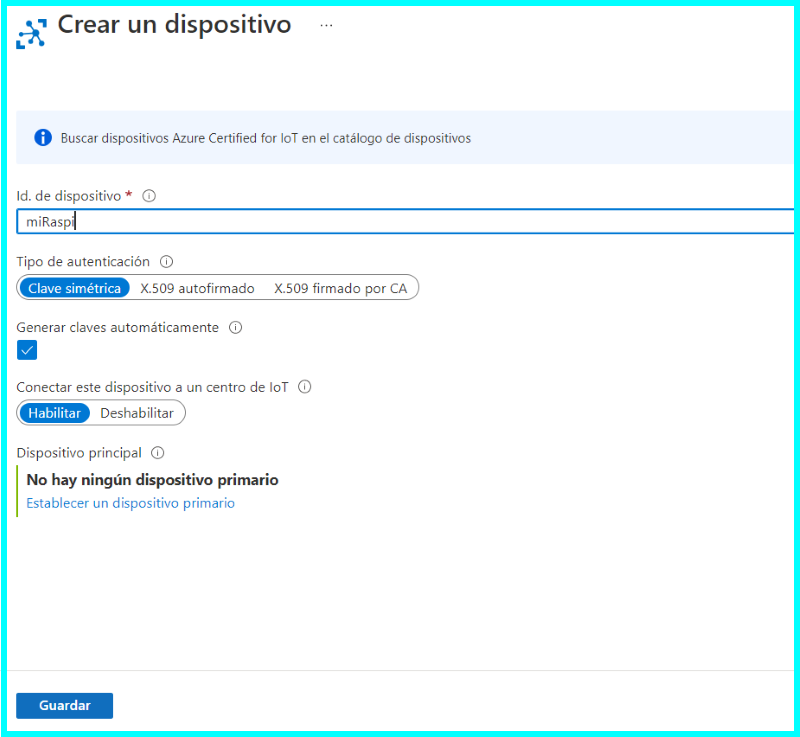 Crear un dispositivo ...
Buscar dispositivos Azure Certified for IoT en el catálogo de dispositivos
Id. de dispositivo *
miRaspi
Tipo de autenticación
Clave simétrica X.509 autofirmado X.509 firmado por CA
Generar claves automáticamente
Conectar este dispositivo a un centro de IoT
Habilitar Deshabilitar
Dispositivo principal
No hay ningún dispositivo primario
Establecer un dispositivo primario
Guardar